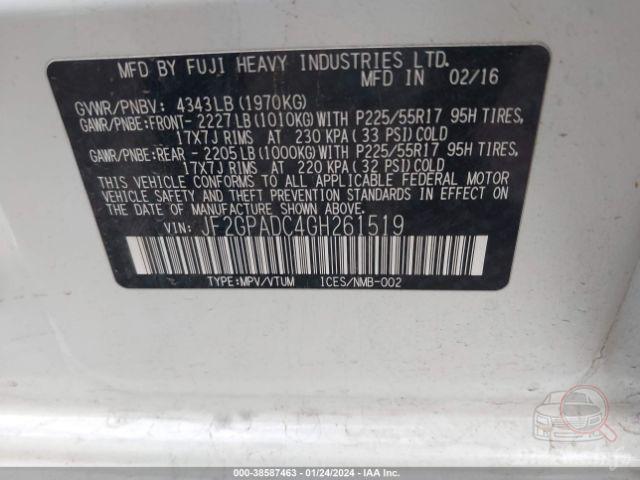 MFD BY FUJI HEAVY INDUSTRIES LTD.
MFD IN 02/16
GVWR/PNBV: 4343LB (1970KG)
GAWR/PNBE:FRONT- 2227LB (1010KG) WITH P225/55R17 95H TIRES,
17X7J RIMS AT 230 KPA ( 33 PSI) COLD
GAWR/PNBE:REAR - 2205LB (1000KG) WITH P225/55R17 95H TIRES,
17X7J RIMS AT 220 KPA ( 32 PSI) COLD
THIS VEHICLE CONFORMS TO ALL APPLICABLE FEDERAL MOTOR
VEHICLE SAFETY AND THEFT PREVENTION STANDARDS IN EFFECT
ON THE DATE OF MANUFACTURE SHOWN ABOVE.
VIN: JF2GPADC4GH261519
TYPE:MPV/VTUM ICES/NMB-002
000-38587463 - 01/24/2024 - IAAI.